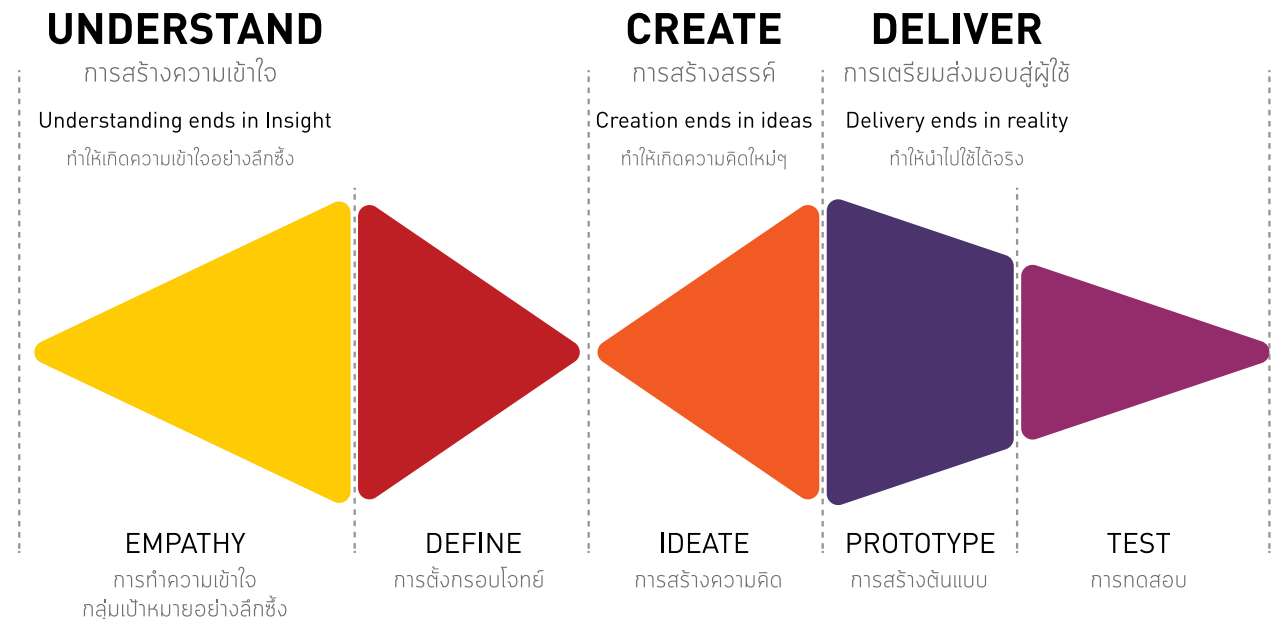 UNDERSTAND
การสร้างความเข้าใจ
Understanding ends in Insight
ทำให้เกิดความเข้าใจอย่างลึกซึ้ง
CREATE
การสร้างสรรค์
Creation ends in ideas
ทำให้เกิดความคิดใหม่ๆ
DELIVER
การเตรียมส่งมอบสู่ผู้ใช้
Delivery ends in reality
ทำให้นำไปใช้ได้จริง
EMPATHY
การทำความเข้าใจ
กลุ่มเป้าหมายอย่างลึกซึ้ง
DEFINE
การตั้งกรอบโจทย์
IDEATE
การสร้างความคิด
PROTOTYPE
การสร้างต้นแบบ
TEST
การทดสอบ